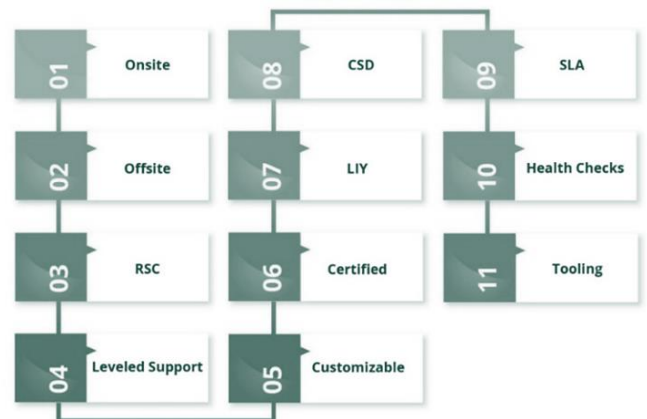 01
Onsite
02
Offsite
03
RSC
04
Leveled Support
05
Customizable
06
Certified
07
LIY
08
CSD
09
SLA
10
Health Checks
11
Tooling